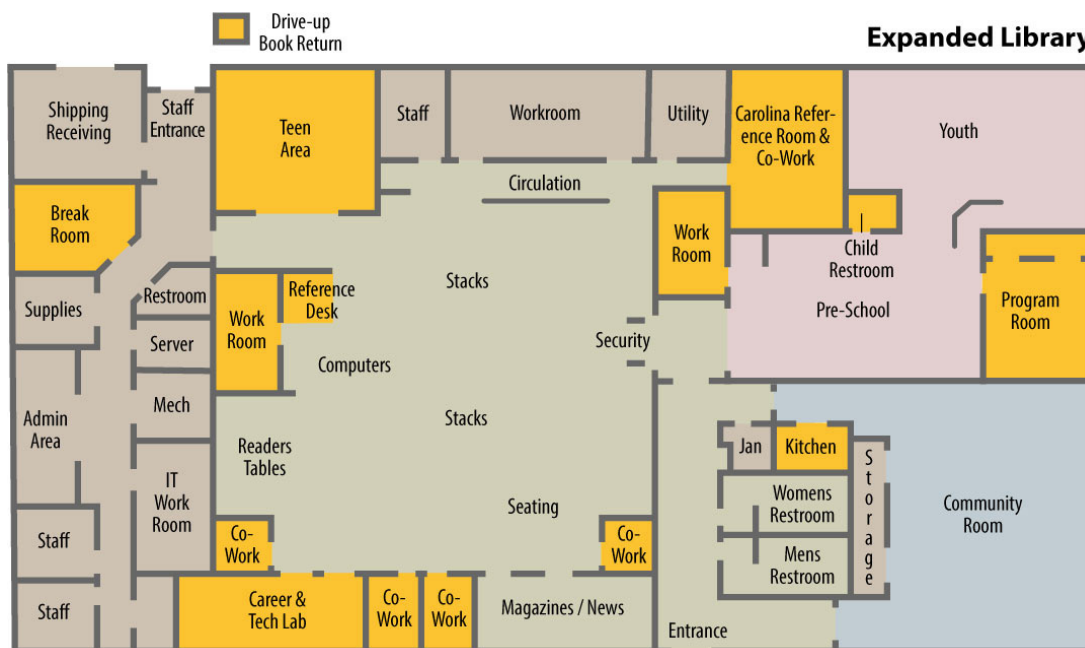 Drive-up
Book Return
Expanded Library
Shipping
Receiving
Staff
Entrance
Teen
Area
Staff
Workroom
Utility
Carolina Refer-
ence Room &
Co-Work
Youth
Circulation
Break
Room
Work
Room
Child
Restroom
Supplies
Restroom
Reference
Desk
Stacks
Pre-School
Program
Room
Work
Room
Server
Computers
Security
Admin
Area
Mech
Readers
Tables
Stacks
Jan
Kitchen
Storage
IT
Work
Room
Seating
Womens
Restroom
Community
Room
Staff
Co-
Work
Co-
Work
Mens
Restroom
Staff
Career &
Tech Lab
Co-
Work
Co-
Work
Magazines / News
Entrance